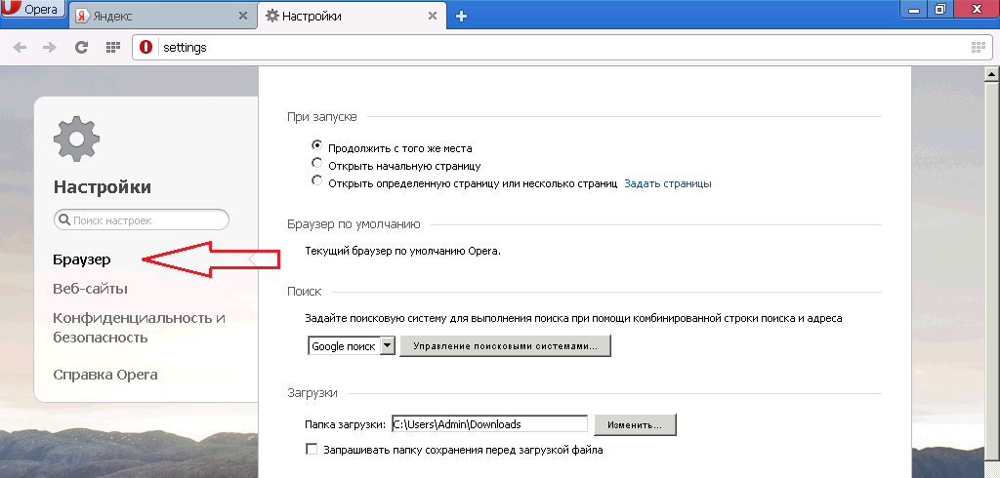 Opera
Яндекс
Настройки
settings
Настройки
Поиск настроек
Браузер
Веб-сайты
Конфиденциальность и
безопасность
Справка Opera
При запуске
Продолжить с того же места
Открыть начальную страницу
Открыть определенную страницу или несколько страниц Задать страницы
Браузер по умолчанию
Текущий браузер по умолчанию Opera.
Поиск
Задайте поисковую систему для выполнения поиска при помощи комбинированной строки поиска и адреса
Google поиск Управление поисковыми системами...
Загрузки
Папка загрузки: C:\Users\Admin\Downloads Изменить...
Запрашивать папку сохранения перед загрузкой файла